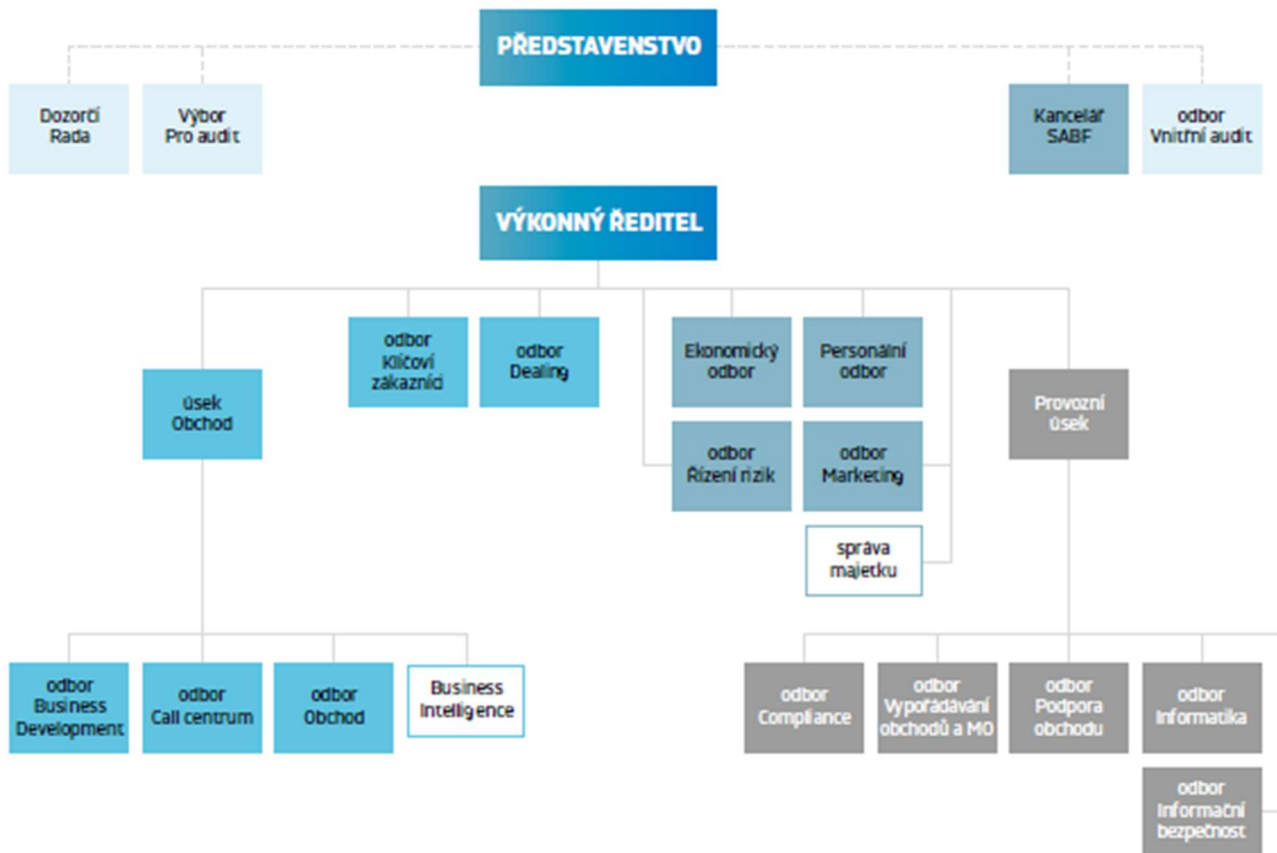 PŘEDSTAVENSTVO
Dozorčí
Rada
Výbor
Pro audit
Kancelář
SABF
odbor
Vnitřní audit
VÝKONNÝ ŘEDITEL
odbor
Klíčoví
zákazníci
odbor
Dealing
Ekonomický
odbor
Personální
odbor
úsek
Obchod
Provozní
úsek
odbor
Řízení rizik
odbor
Marketing
správa
majetku
odbor
Business
Development
odbor
Call centrum
odbor
Obchod
Business
Intelligence
odbor
Compliance
odbor
Vypořádávání
obchodů a MO
odbor
Podpora
obchodu
odbor
Informatika
odbor
Informační
bezpečnost